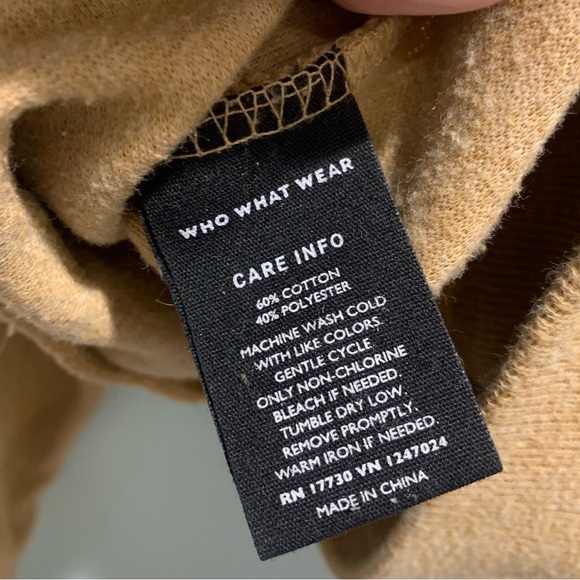 WHO WHAT WEAR
CARE INFO
60% COTTON
40% POLYESTER
MACHINE WASH COLD
WITH LIKE COLORS.
GENTLE CYCLE
ONLY NON-CHLORINE
BLEACH IF NEEDED.
TUMBLE DRY LOW.
REMOVE PROMPTLY.
WARM IRON IF NEEDED.
RN 17730 VN 1247024
MADE IN CHINA